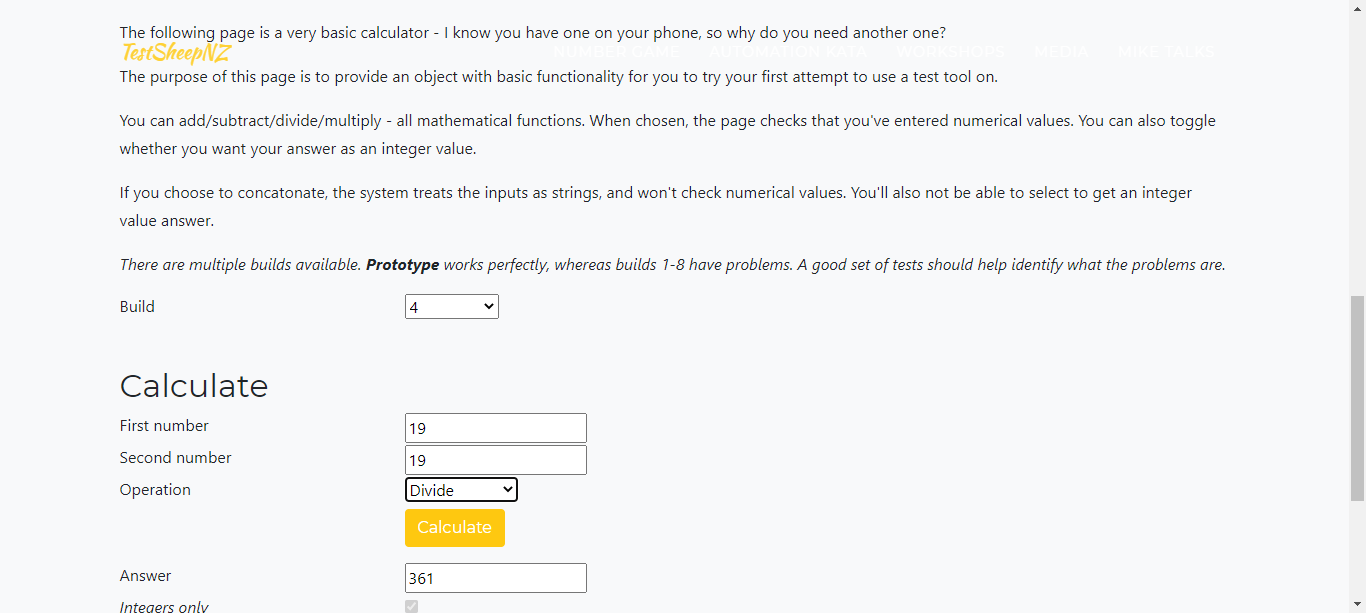 The following page is a very basic calculator - I know you have one on your phone, so why do you need another one?
TestSheepNZ NUMBER GAME AUTOMATION DATA WORKSHOPS MEDIA MIKE TALKS
The purpose of this page is to provide an object with basic functionality for you to try your first attempt to use a test tool on.
You can add/subtract/divide/multiply - all mathematical functions. When chosen, the page checks that you've entered numerical values. You can also toggle
whether you want your answer as an integer value.
If you choose to concatonate, the system treats the inputs as strings, and won't check numerical values. You'll also not be able to select to get an integer
value answer.
There are multiple builds available. Prototype works perfectly, whereas builds 1-8 have problems. A good set of tests should help identify what the problems are.
Build 4
Calculate
First number 19
Second number 19
Operation Divide
Calculate
Answer 361
Integers only